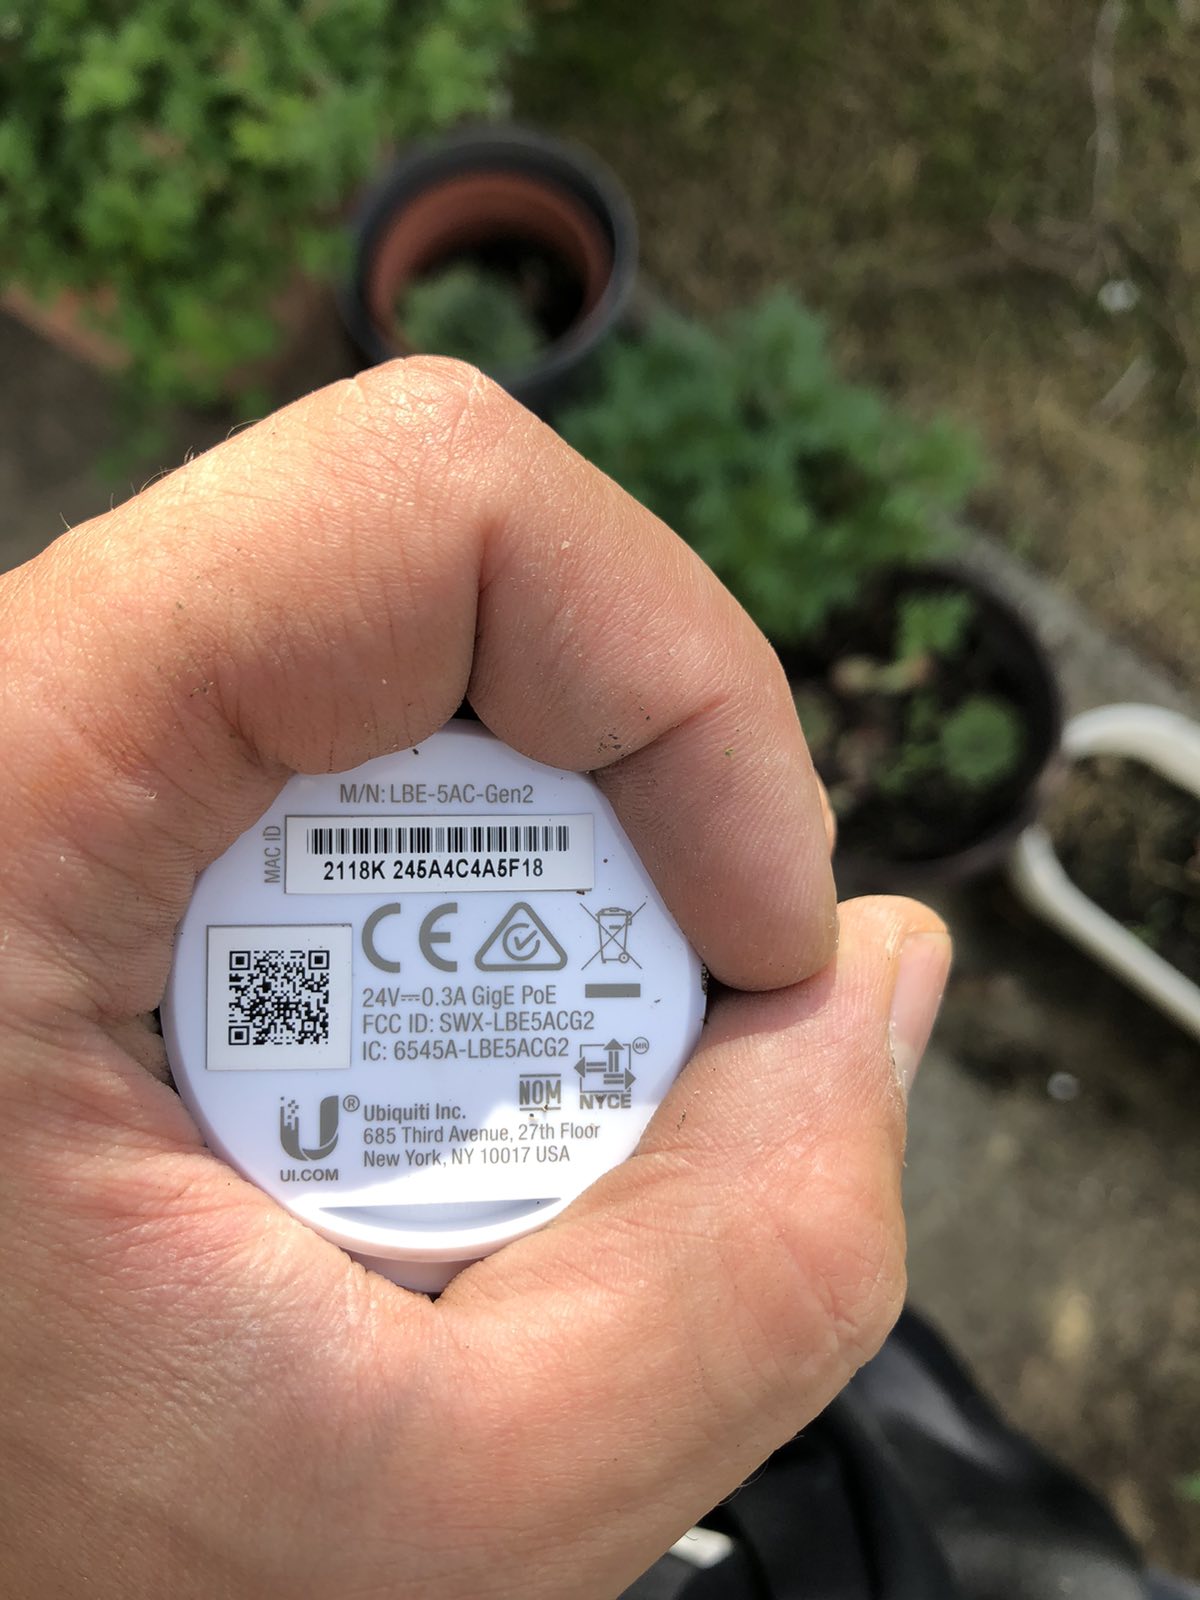 M/N: LBE-5AC-Gen2
MAC ID
2118K 245A4C4A5F18
CE
24V⎓0.3A GigE PoE
FCC ID: SWX-LBE5ACG2
IC: 6545A-LBE5ACG2
NOM
NYCE
MR
U®
UI.COM
Ubiquiti Inc.
685 Third Avenue, 27th Floor
New York, NY 10017 USA